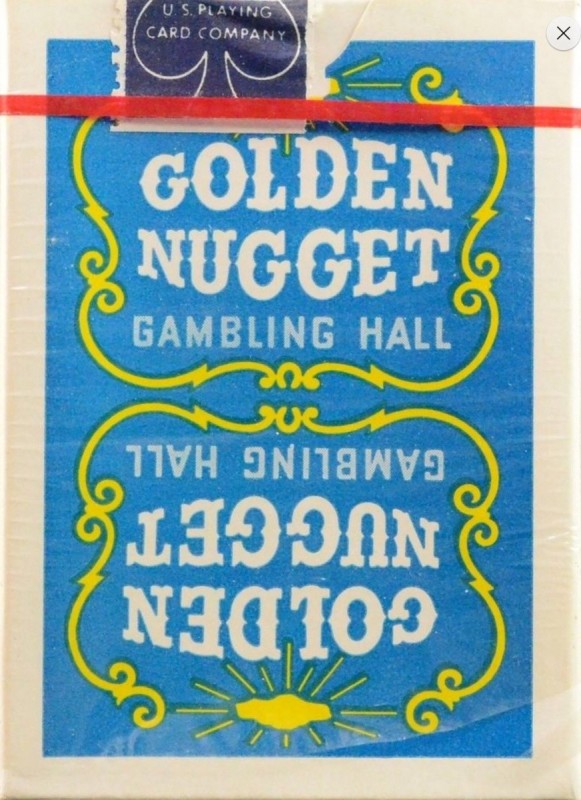 U.S. PLAYING
CARD COMPANY
GOLDEN
NUGGET
GAMBLING HALL
GAMBLING HALL
NUGGET
GOLDEN